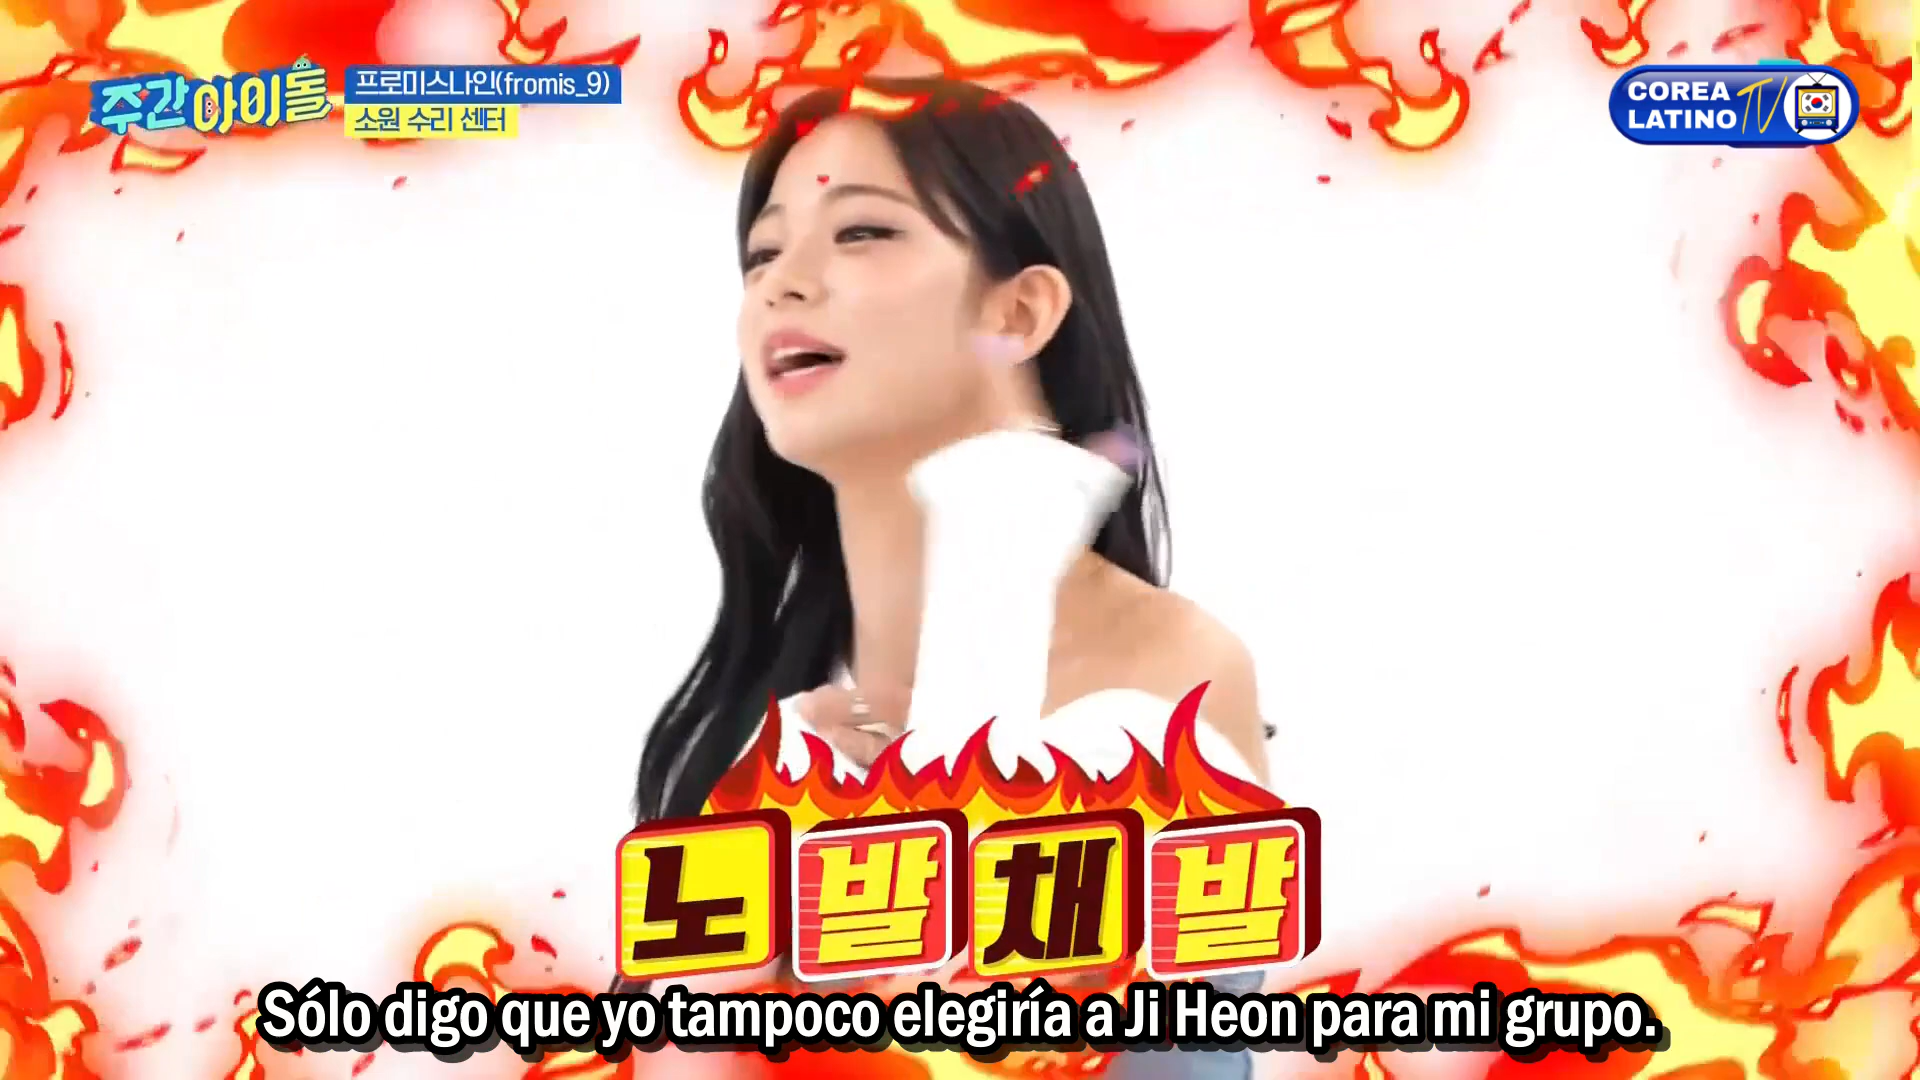 주간아이돌
프로미스나인(fromis_9)
소원 수리 센터
COREA
LATINO TV
노발채발
Sólo digo que yo tampoco elegiría a Ji Heon para mi grupo.